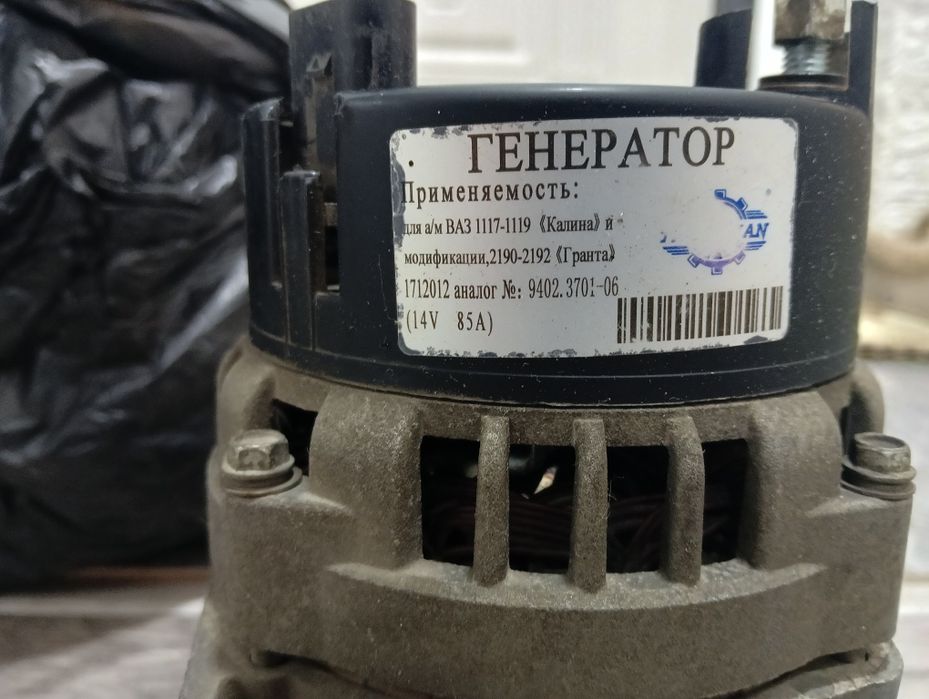 ГЕНЕРАТОР
Применяемость:
для а/м ВАЗ 1117-1119 《Калина》 и
модификации,2190-2192 《Гранта》
1712012 аналог №: 9402.3701-06
(14V 85A)